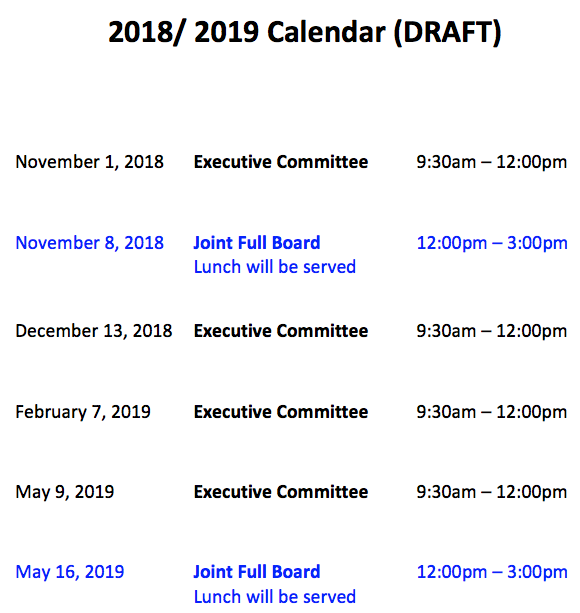 2018/ 2019 Calendar (DRAFT)
November 1, 2018 Executive Committee 9:30am – 12:00pm
November 8, 2018 Joint Full Board 12:00pm – 3:00pm
Lunch will be served
December 13, 2018 Executive Committee 9:30am – 12:00pm
February 7, 2019 Executive Committee 9:30am – 12:00pm
May 9, 2019 Executive Committee 9:30am – 12:00pm
May 16, 2019 Joint Full Board 12:00pm – 3:00pm
Lunch will be served